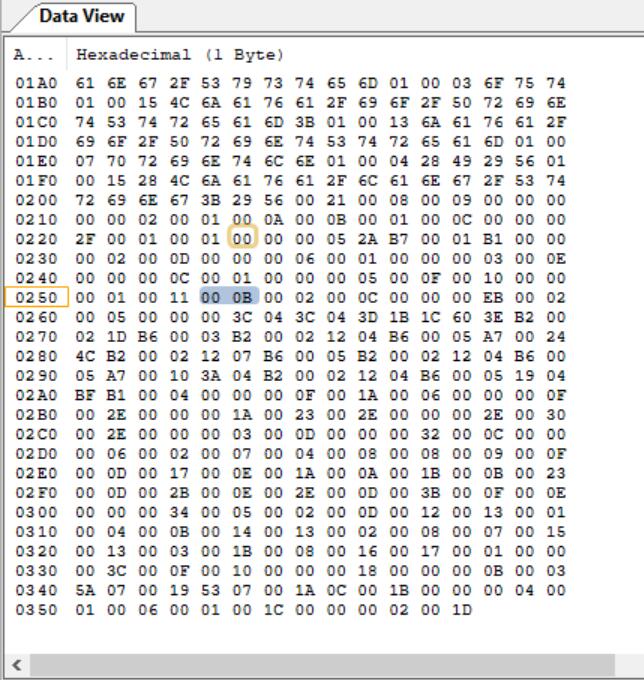 Data View
A... Hexadecimal (1 Byte)
01A0 61 6E 67 2F 53 79 73 74 65 6D 01 00 03 6F 75 74
01B0 01 00 15 4C 6A 61 76 61 2F 69 6F 2F 50 72 69 6E
01C0 74 53 74 72 65 61 6D 3B 01 00 13 6A 61 76 61 2F
01D0 69 6F 2F 50 72 69 6E 74 53 74 72 65 61 6D 01 00
01E0 07 70 72 69 6E 74 6C 6E 01 00 04 28 49 29 56 01
01F0 00 15 28 4C 6A 61 76 61 2F 6C 61 6E 67 2F 53 74
0200 72 69 6E 67 3B 29 56 00 21 00 08 00 09 00 00 00
0210 00 00 02 00 01 00 0A 00 0B 00 01 00 0C 00 00 00
0220 2F 00 01 00 01 00 00 00 05 2A B7 00 01 B1 00 00
0230 00 02 00 0D 00 00 00 06 00 01 00 00 00 03 00 0E
0240 00 00 00 0C 00 01 00 00 00 05 00 0F 00 10 00 00
0250 00 01 00 11 00 0B 00 02 00 0C 00 00 00 EB 00 02
0260 00 05 00 00 00 3C 04 3C 04 3D 1B 1C 60 3E B2 00
0270 02 1D B6 00 03 B2 00 02 12 04 B6 00 05 A7 00 24
0280 4C B2 00 02 12 07 B6 00 05 B2 00 02 12 04 B6 00
0290 05 A7 00 10 3A 04 B2 00 02 12 04 B6 00 05 19 04
02A0 BF B1 00 04 00 00 00 0F 00 1A 00 06 00 00 00 0F
02B0 00 2E 00 00 00 1A 00 23 00 2E 00 00 00 2E 00 30
02C0 00 2E 00 00 00 03 00 0D 00 00 00 32 00 0C 00 00
02D0 00 06 00 02 00 07 00 04 00 08 00 08 00 09 00 0F
02E0 00 0D 00 17 00 0E 00 1A 00 0A 00 1B 00 0B 00 23
02F0 00 0D 00 2B 00 0E 00 2E 00 0D 00 3B 00 0F 00 0E
0300 00 00 00 34 00 05 00 02 00 0D 00 12 00 13 00 01
0310 00 04 00 0B 00 14 00 13 00 02 00 08 00 07 00 15
0320 00 13 00 03 00 1B 00 08 00 16 00 17 00 01 00 00
0330 00 3C 00 0F 00 10 00 00 00 18 00 00 00 0B 00 03
0340 5A 07 00 19 53 07 00 1A 0C 00 1B 00 00 00 04 00
0350 01 00 06 00 01 00 1C 00 00 00 02 00 1D